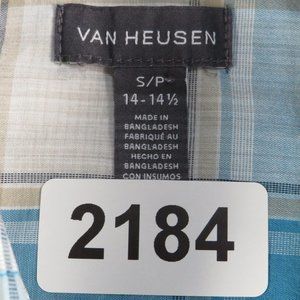 VAN HEUSEN
S/P
14-14½
MADE IN
BANGLADESH
FABRIQUÉ AU
BANGLADESH
HECHO EN
BANGLADESH
CON INSUMOS
2184